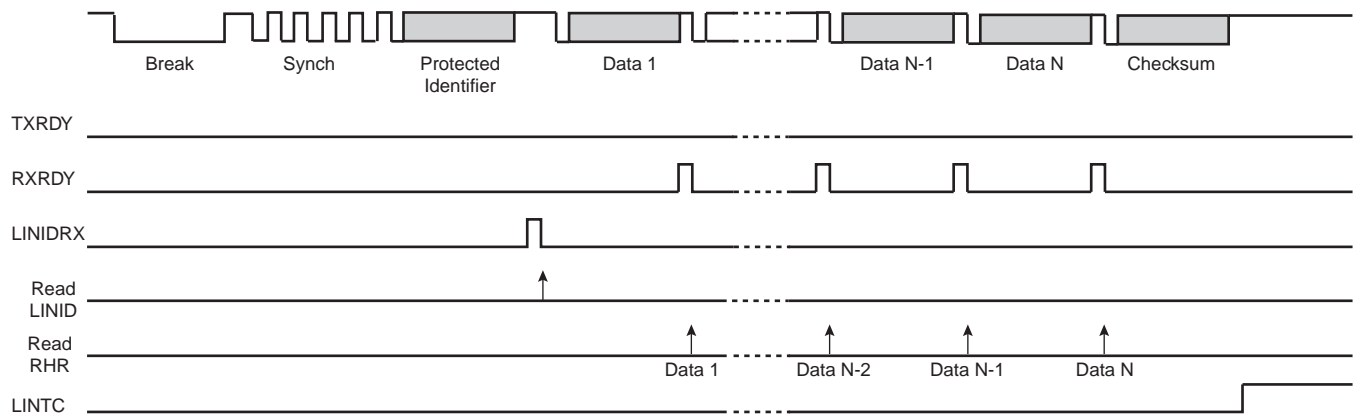 Break
Synch
Protected
Identifier
Data 1
Data N-1
Data N
Checksum
TXRDY
RXRDY
LINIDRX
Read
LINID
Read
RHR
Data 1
Data N-2
Data N-1
Data N
LINTC